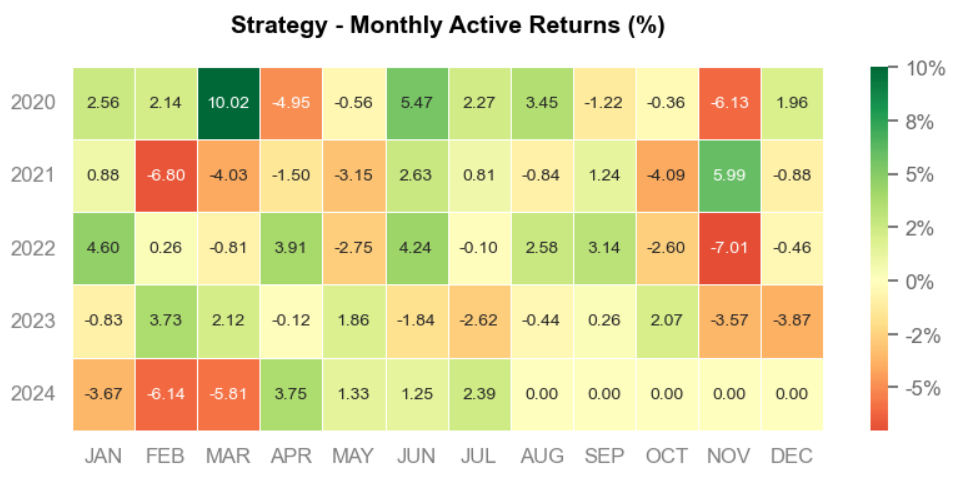 Strategy - Monthly Active Returns (%)
10%
2020 2.56 2.14 10.02 -4.95 -0.56 5.47 2.27 3.45 -1.22 -0.36 -6.13 1.96
8%
2021 0.88 -6.80 -4.03 -1.50 -3.15 2.63 0.81 -0.84 1.24 -4.09 5.99 -0.88
5%
2%
2022 4.60 0.26 -0.81 3.91 -2.75 4.24 -0.10 2.58 3.14 -2.60 -7.01 -0.46
0%
2023 -0.83 3.73 2.12 -0.12 1.86 -1.84 -2.62 -0.44 0.26 2.07 -3.57 -3.87
-2%
2024 -3.67 -6.14 -5.81 3.75 1.33 1.25 2.39 0.00 0.00 0.00 0.00 0.00
-5%
JAN FEB MAR APR MAY JUN JUL AUG SEP OCT NOV DEC